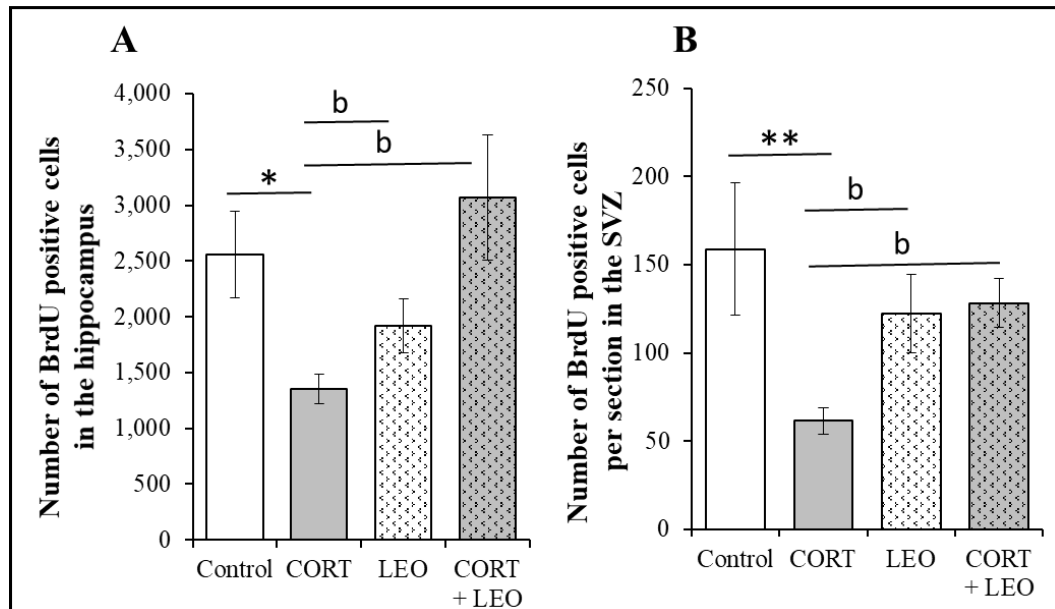 A
Number of BrdU positive cells
in the hippocampus
4,000
3,500
3,000
2,500
2,000
1,500
1,000
500
0
b
b
*
Control
CORT
LEO
CORT
+ LEO
B
Number of BrdU positive cells
per section in the SVZ
250
200
150
100
50
0
**
b
b
Control
CORT
LEO
CORT
+ LEO